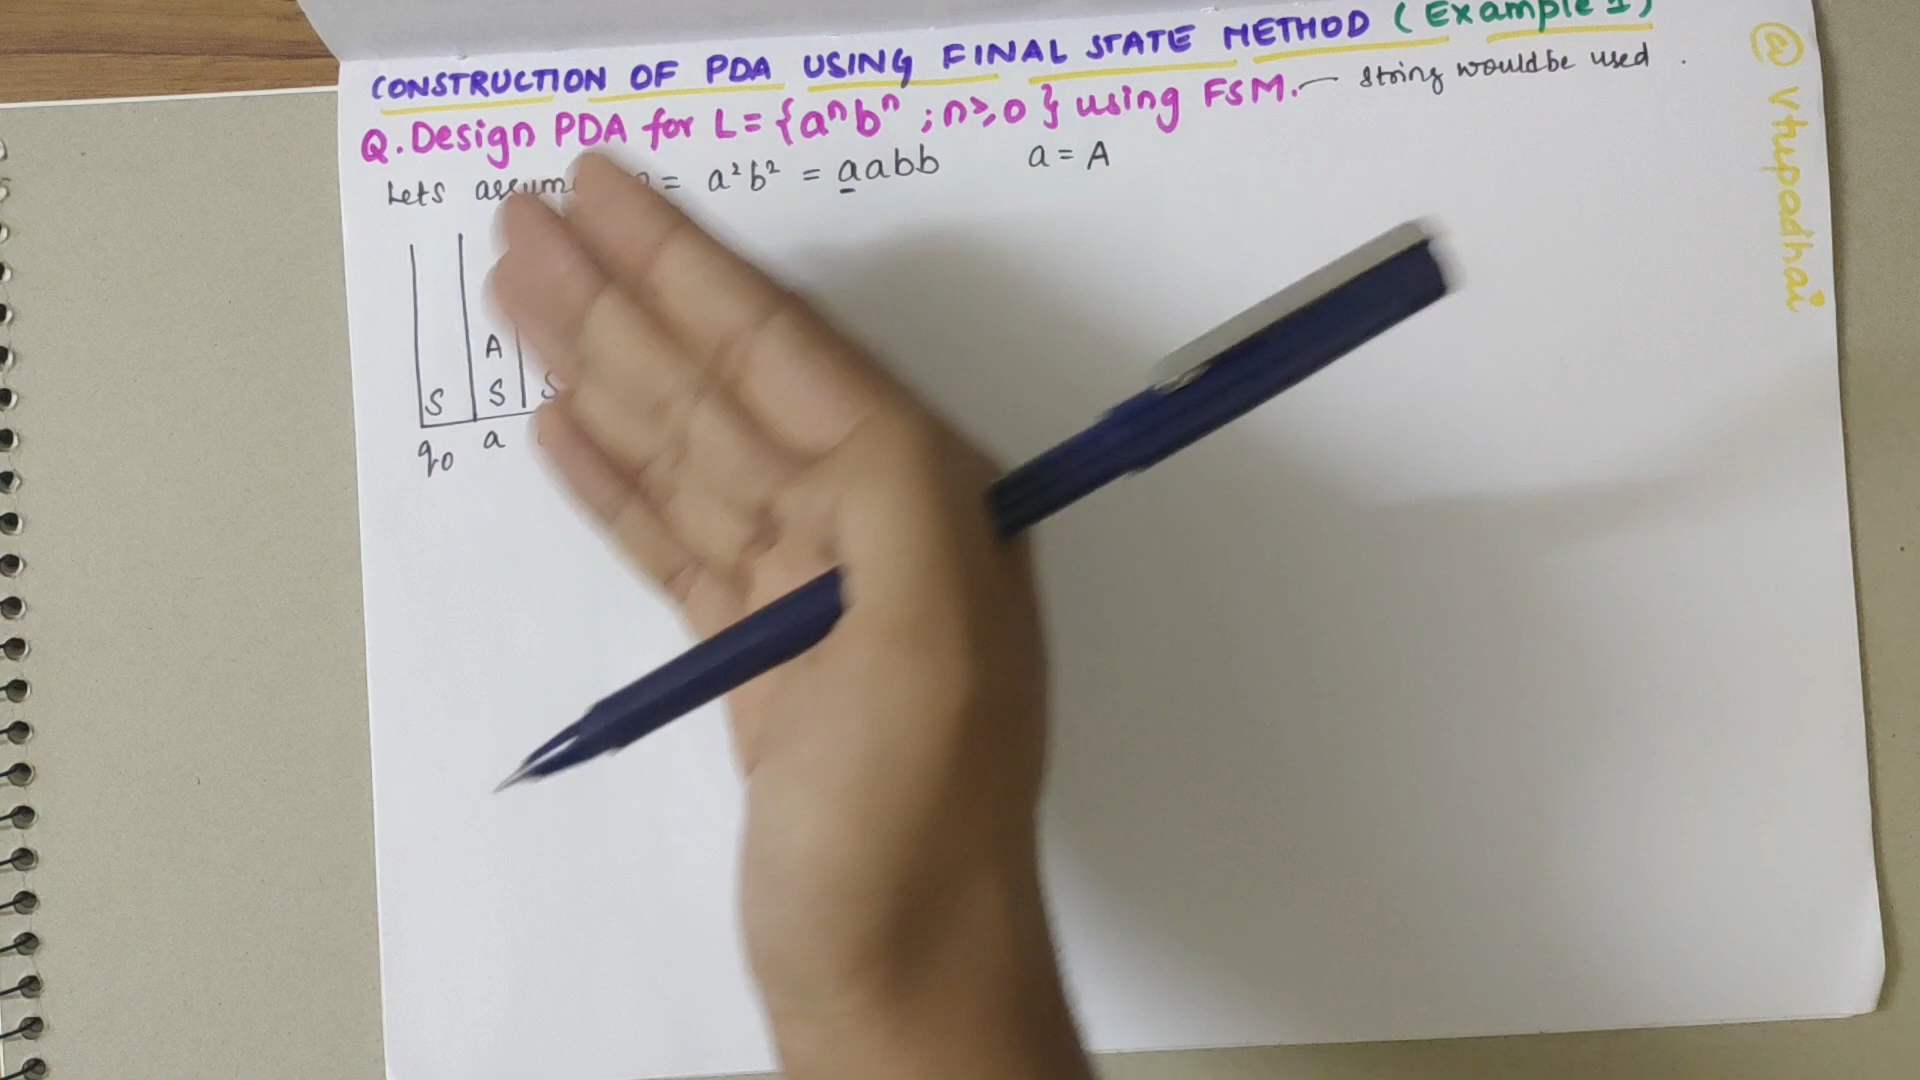 CONSTRUCTION OF PDA USING FINAL STATE METHOD (Example 1)
Q. Design PDA for L = {aⁿbⁿ ; n≥0} using FSM. — string would be used .
Lets = a²b² = aabb a = A
A
S S S
q0 a
@Vtupadhai